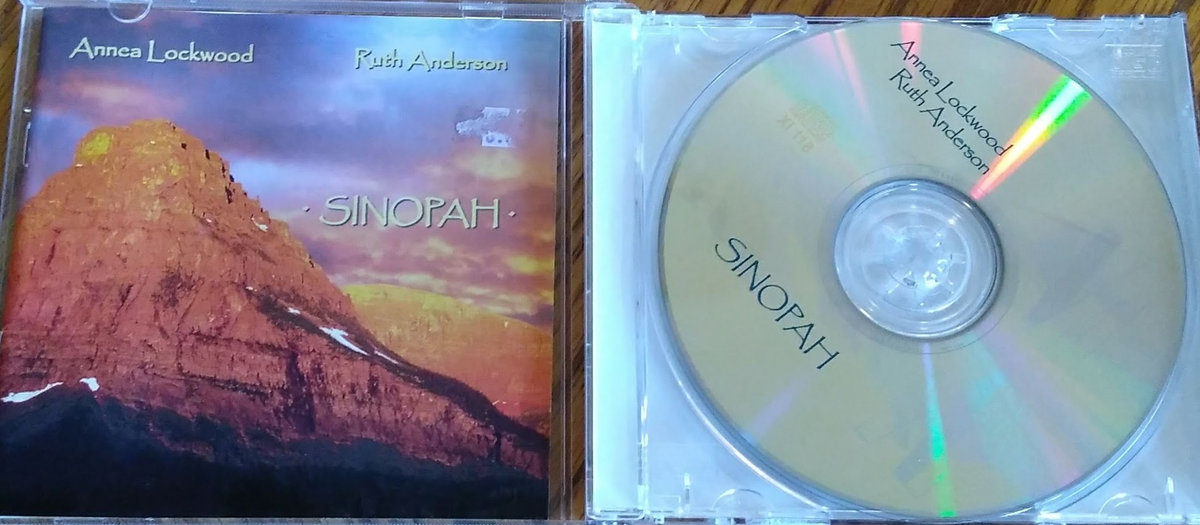 Annea Lockwood
Ruth Anderson
· SINOPAH ·
Annea Lockwood
Ruth Anderson
SINOPAH